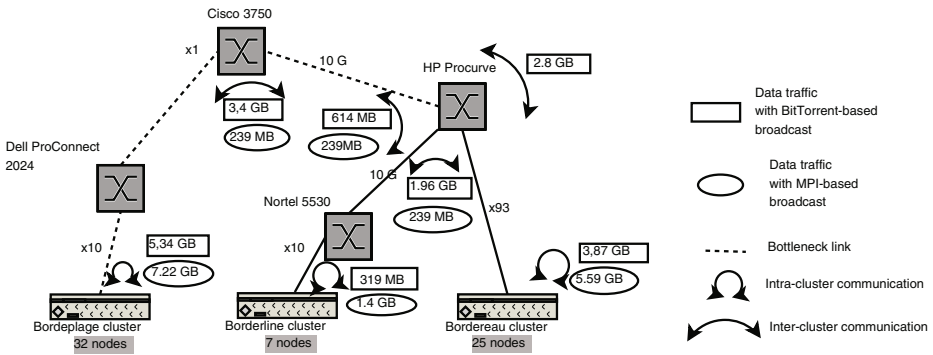 Cisco 3750
x1
10 G
HP Procurve
2.8 GB
3,4 GB
239 MB
614 MB
239MB
Dell ProConnect
2024
10 G
1.96 GB
239 MB
Nortel 5530
x93
x10
5,34 GB
7.22 GB
x10
319 MB
1.4 GB
3,87 GB
5.59 GB
Bordeplage cluster
32 nodes
Borderline cluster
7 nodes
Bordereau cluster
25 nodes
Data traffic
with BitTorrent-based
broadcast
Data traffic
with MPI-based
broadcast
Bottleneck link
Intra-cluster communication
Inter-cluster communication